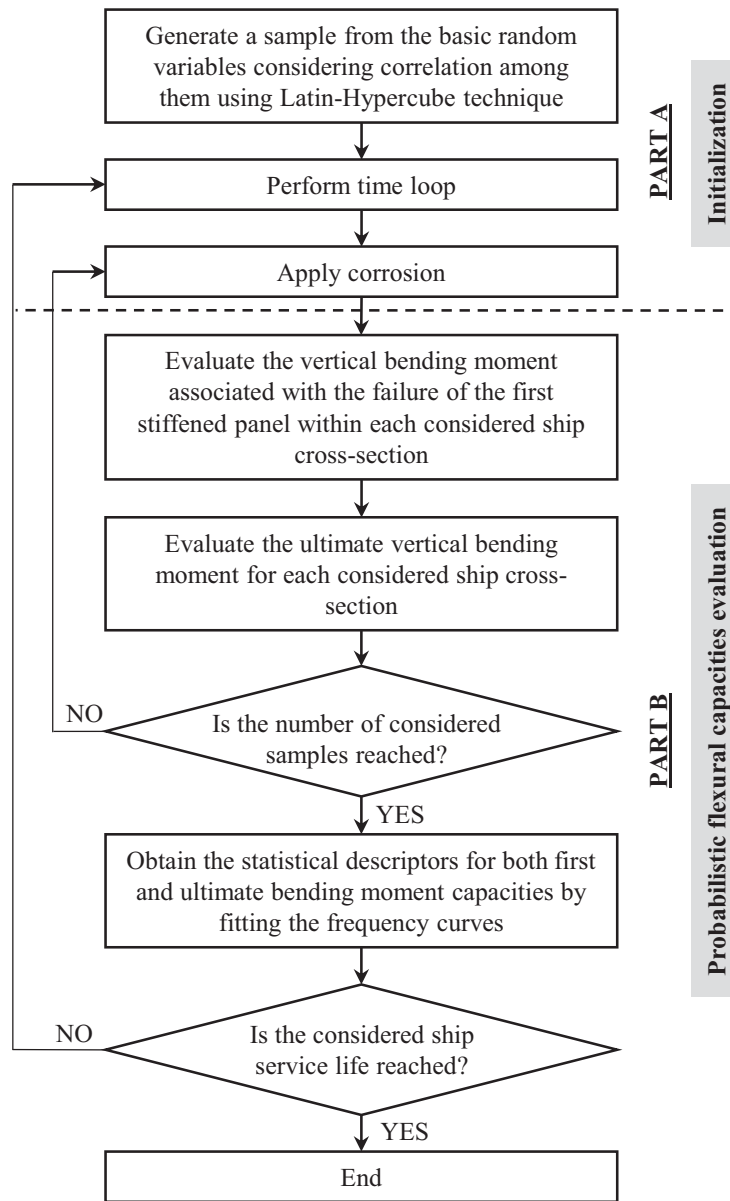 Generate a sample from the basic random
variables considering correlation among
them using Latin-Hypercube technique
PART A
Initialization
Perform time loop
Apply corrosion
Evaluate the vertical bending moment
associated with the failure of the first
stiffened panel within each considered ship
cross-section
Evaluate the ultimate vertical bending
moment for each considered ship cross-
section
PART B
Probabilistic flexural capacities evaluation
NO
Is the number of considered
samples reached?
YES
Obtain the statistical descriptors for both first
and ultimate bending moment capacities by
fitting the frequency curves
NO
Is the considered ship
service life reached?
YES
End